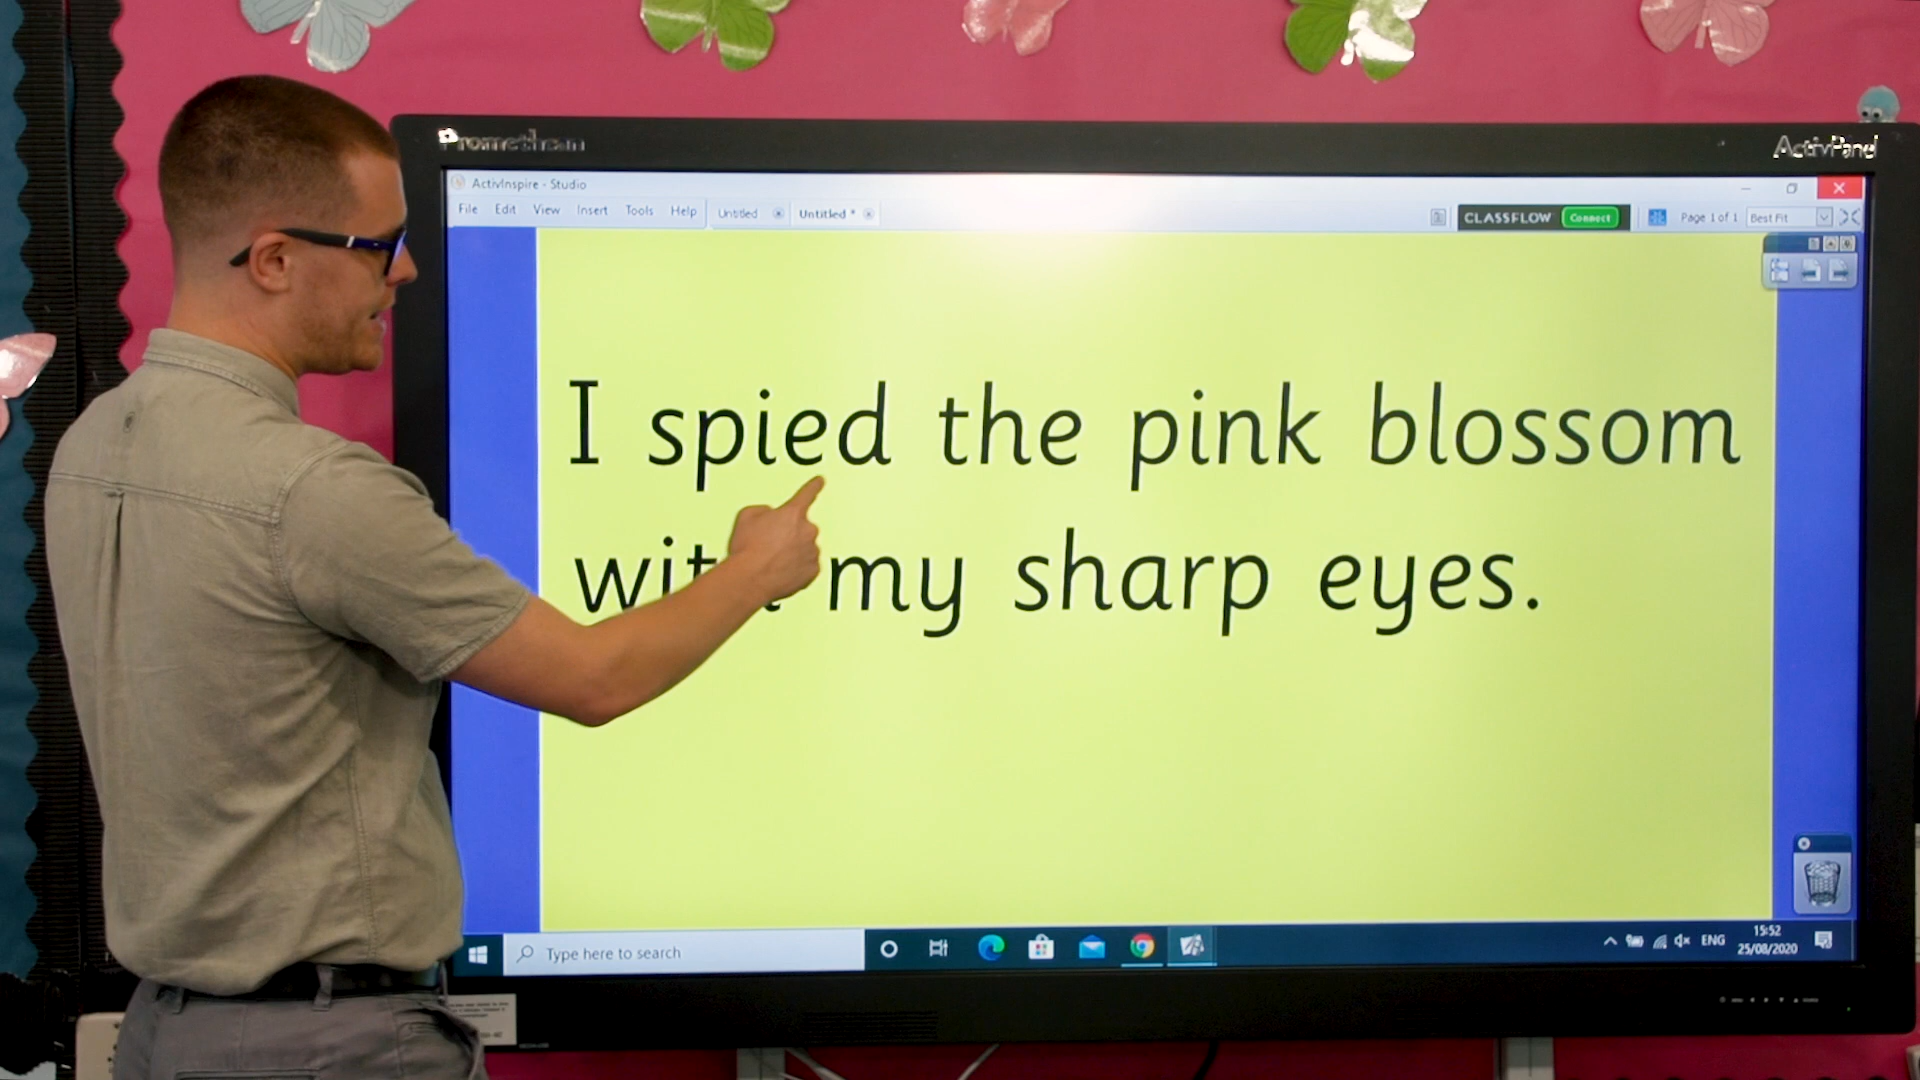 Promethean
ActivPanel
ActivInspire - Studio
File Edit View Insert Tools Help Untitled Untitled *
CLASSFLOW Connect Page 1 of 1 Best Fit
I spied the pink blossom
with my sharp eyes.
Type here to search
ENG
15:52
25/08/2020